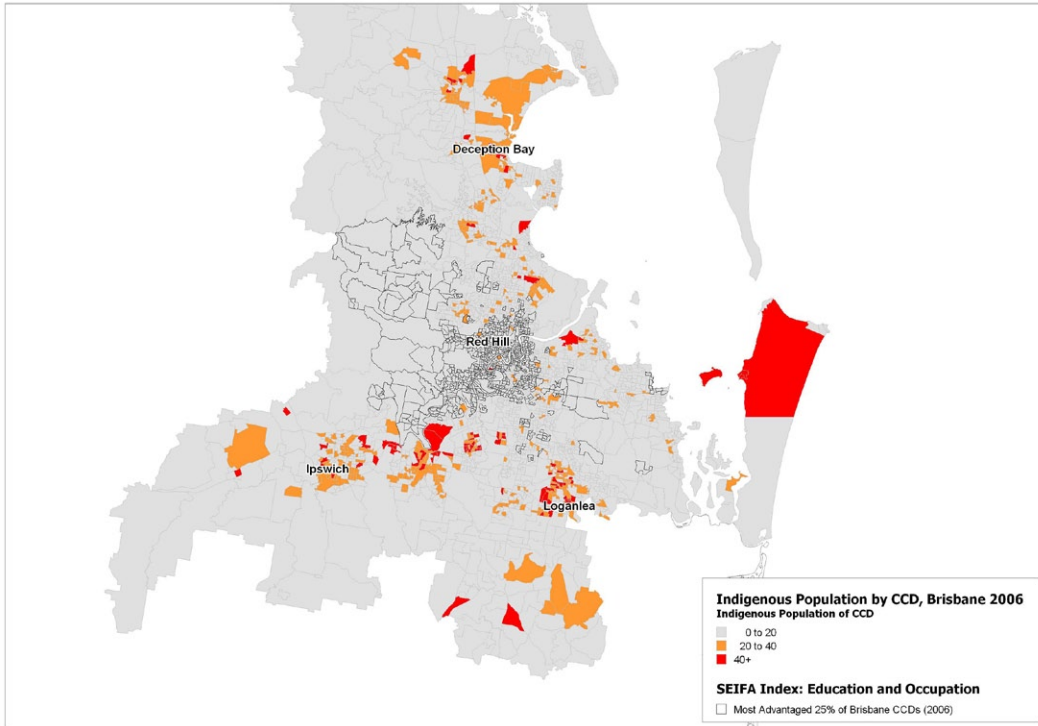 Deception Bay
Red Hill
Ipswich
Loganlea
Indigenous Population by CCD, Brisbane 2006
Indigenous Population of CCD
0 to 20
20 to 40
40+
SEIFA Index: Education and Occupation
Most Advantaged 25% of Brisbane CCDs (2006)